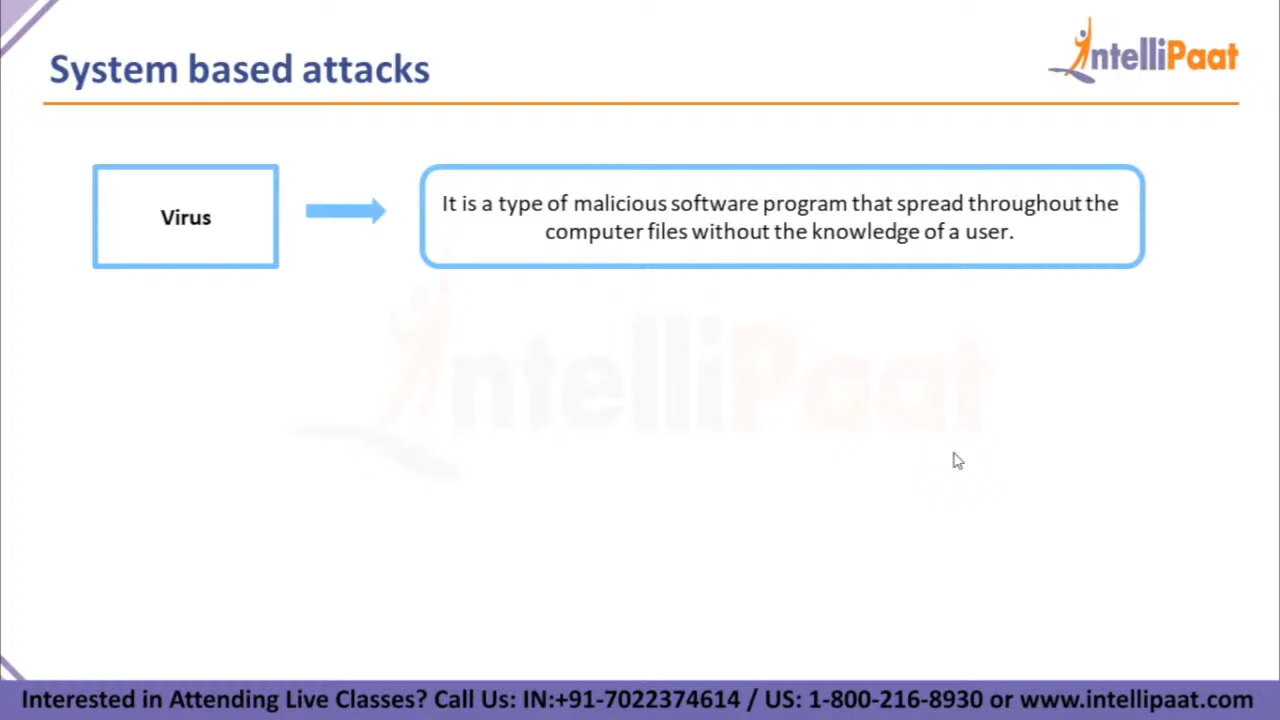 System based attacks
IntelliPaat
Virus
It is a type of malicious software program that spread throughout the
computer files without the knowledge of a user.
IntelliPaat
Interested in Attending Live Classes? Call Us: IN:+91-7022374614 / US: 1-800-216-8930 or www.intellipaat.com